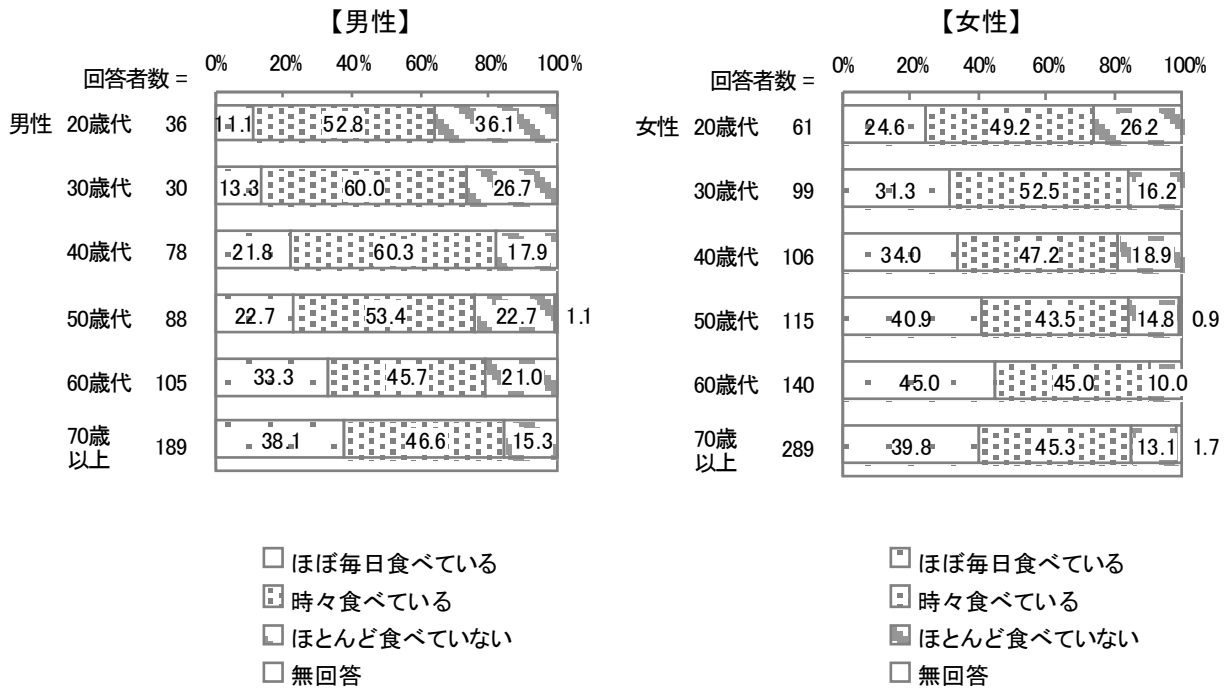 【男性】
回答者数 =
0% 20% 40% 60% 80% 100%
男性 20歳代 36 11.1 52.8 36.1
30歳代 30 13.3 60.0 26.7
40歳代 78 21.8 60.3 17.9
50歳代 88 22.7 53.4 22.7 1.1
60歳代 105 33.3 45.7 21.0
70歳
以上 189 38.1 46.6 15.3
ほぼ毎日食べている
時々食べている
ほとんど食べていない
無回答
【女性】
回答者数 =
0% 20% 40% 60% 80% 100%
女性 20歳代 61 24.6 49.2 26.2
30歳代 99 31.3 52.5 16.2
40歳代 106 34.0 47.2 18.9
50歳代 115 40.9 43.5 14.8 0.9
60歳代 140 45.0 45.0 10.0
70歳
以上 289 39.8 45.3 13.1 1.7
ほぼ毎日食べている
時々食べている
ほとんど食べていない
無回答